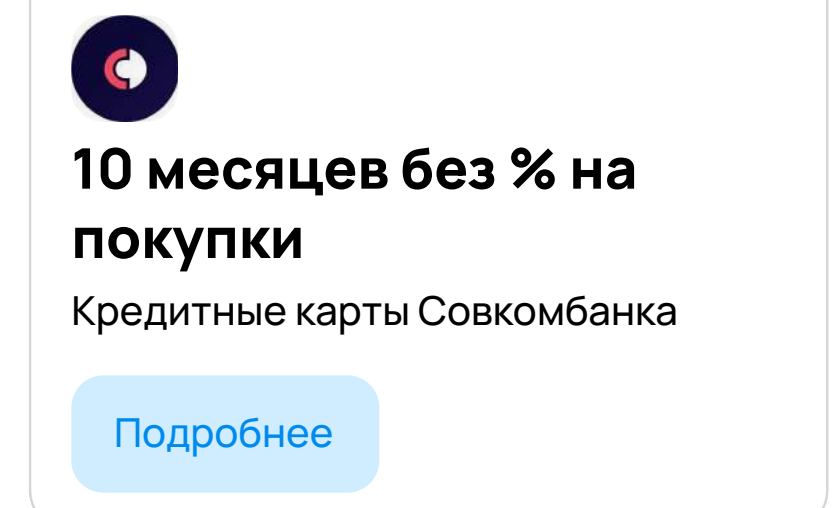 10 месяцев без % на
покупки
Кредитные карты Совкомбанка
Подробнее